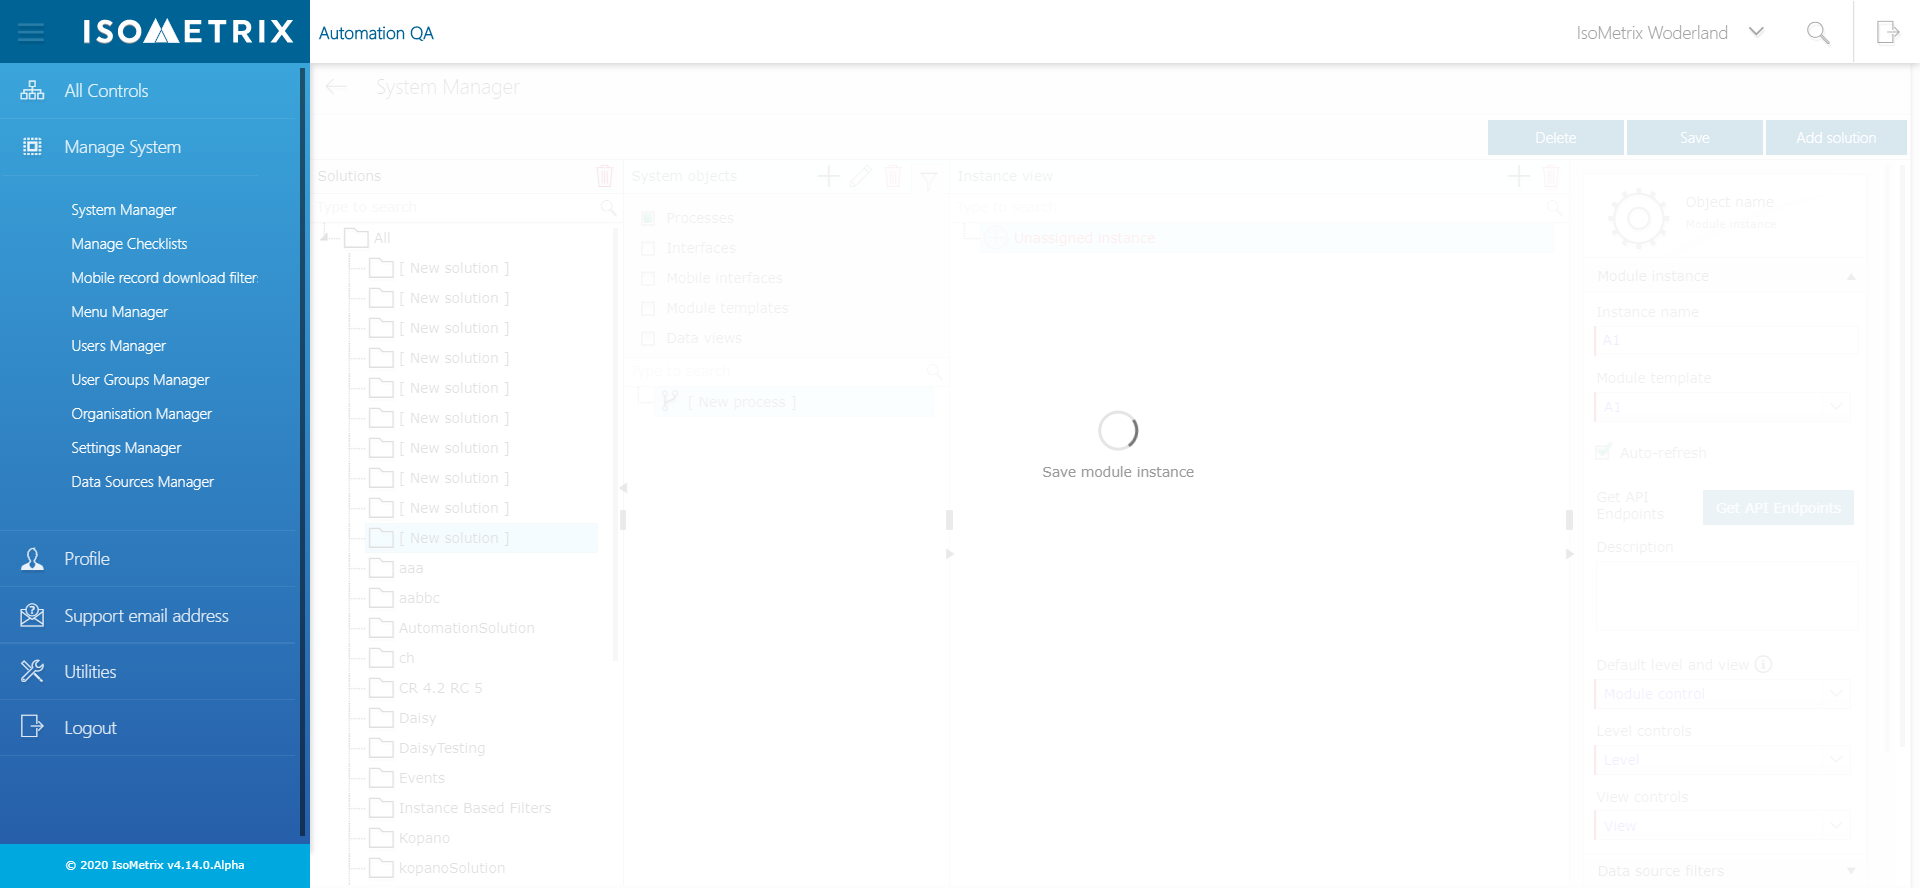 ISOMETRIX
Automation QA
IsoMetrix Woderland
All Controls
Manage System
System Manager
Manage Checklists
Mobile record download filter
Menu Manager
Users Manager
User Groups Manager
Organisation Manager
Settings Manager
Data Sources Manager
Profile
Support email address
Utilities
Logout
© 2020 IsoMetrix v4.14.0.Alpha
System Manager
Delete
Save
Add solution
Solutions
Type to search
All
[ New solution ]
[ New solution ]
[ New solution ]
[ New solution ]
[ New solution ]
[ New solution ]
[ New solution ]
[ New solution ]
[ New solution ]
[ New solution ]
aaa
aabbc
AutomationSolution
ch
CR 4.2 RC 5
Daisy
DaisyTesting
Events
Instance Based Filters
Kopano
kopanoSolution
System objects
Processes
Interfaces
Mobile interfaces
Module templates
Data views
Type to search
[ New process ]
Instance view
Type to search
Unassigned instance
Save module instance
Object name
Module instance
Module instance
Instance name
A1
Module template
A1
Auto-refresh
Get API
Endpoints
Get API Endpoints
Description
Default level and view
Module control
Level controls
Level
View controls
View
Data source filters